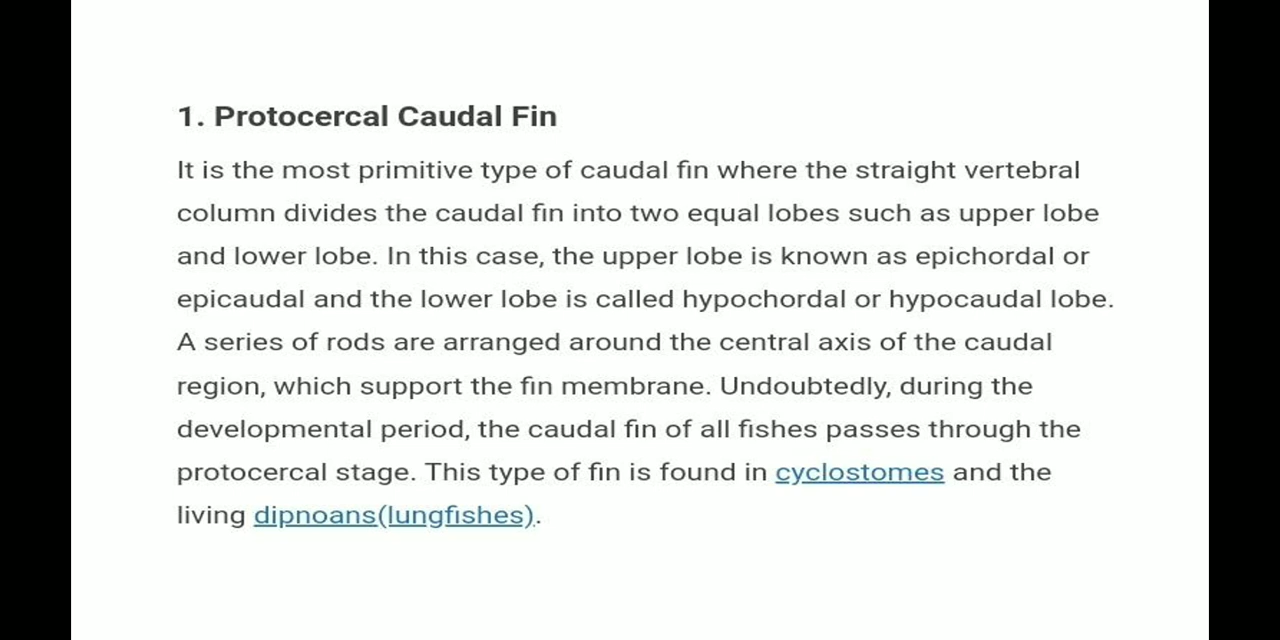 1. Protocercal Caudal Fin
It is the most primitive type of caudal fin where the straight vertebral
column divides the caudal fin into two equal lobes such as upper lobe
and lower lobe. In this case, the upper lobe is known as epichordal or
epicaudal and the lower lobe is called hypochordal or hypocaudal lobe.
A series of rods are arranged around the central axis of the caudal
region, which support the fin membrane. Undoubtedly, during the
developmental period, the caudal fin of all fishes passes through the
protocercal stage. This type of fin is found in cyclostomes and the
living dipnoans(lungfishes).